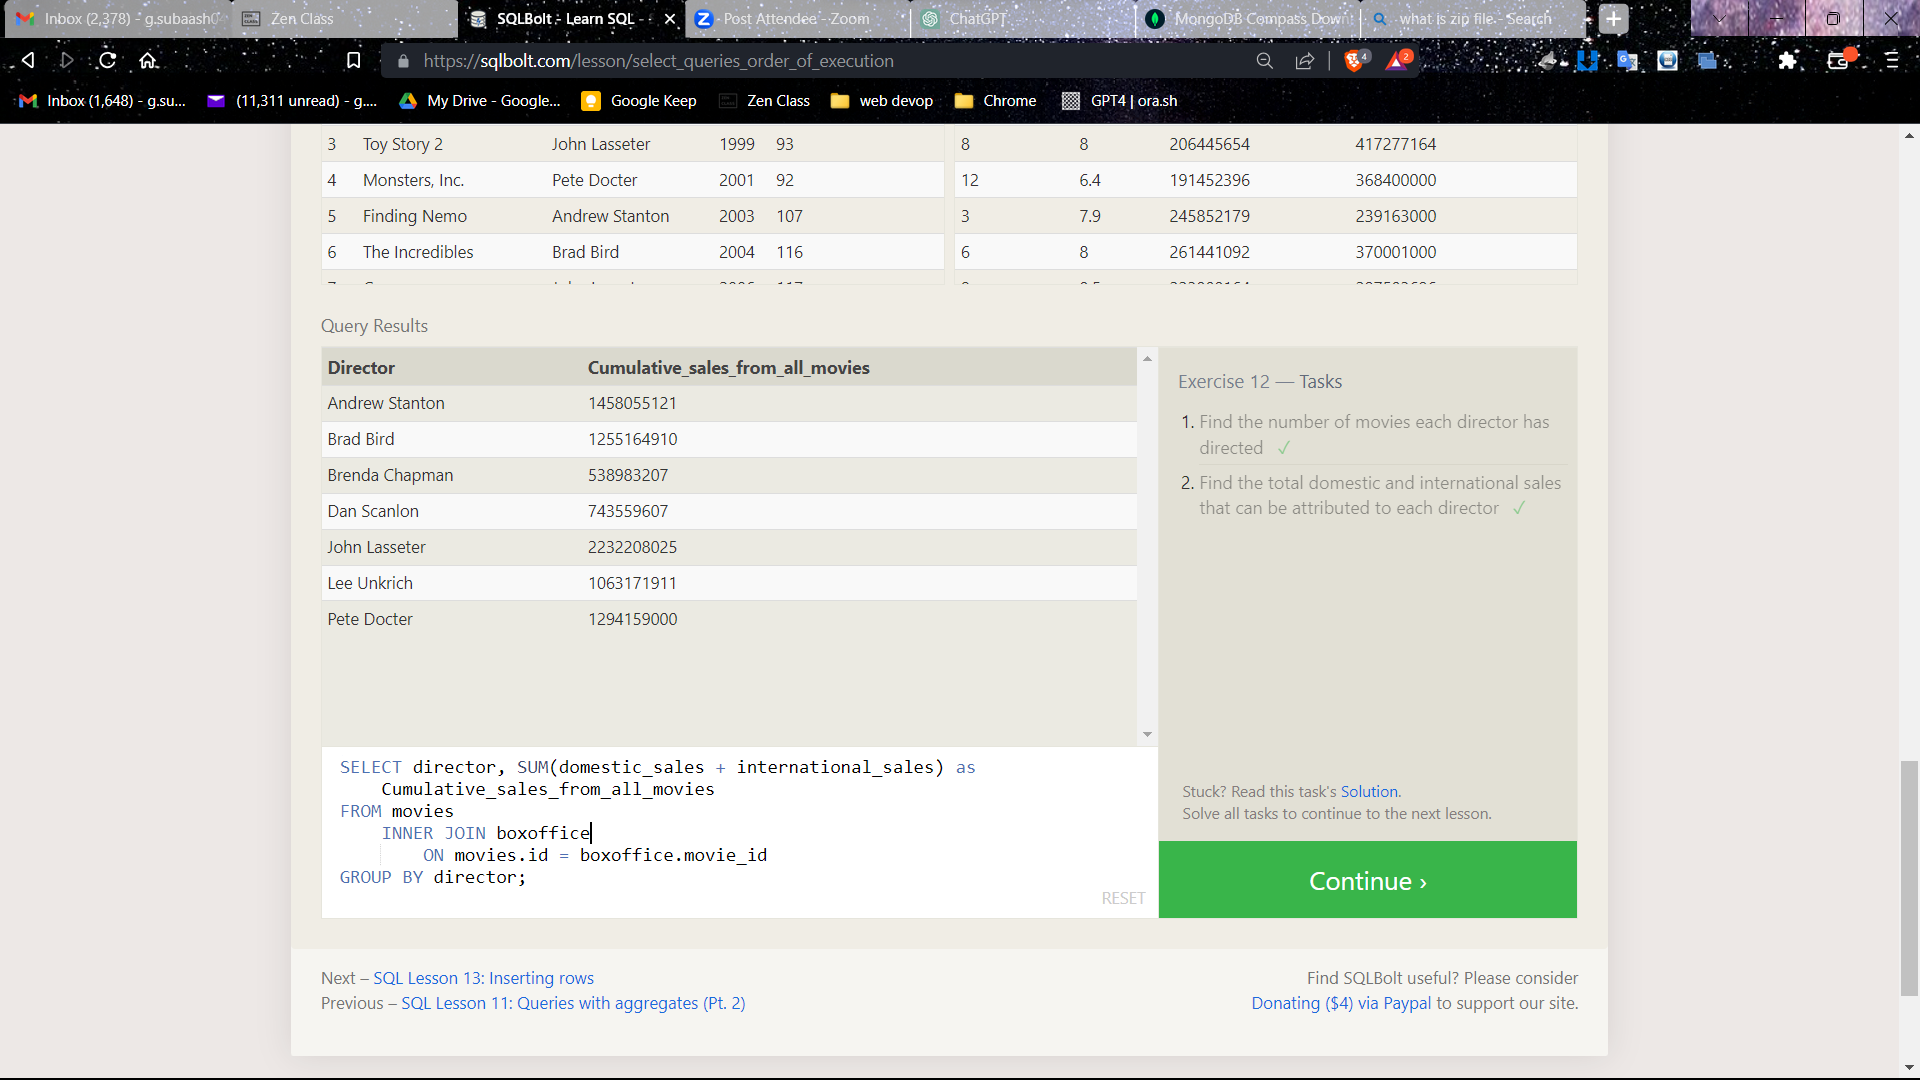 Inbox (2,378) - g.subaash0
Zen Class
SQLBolt - Learn SQL -
Post Attendee - Zoom
ChatGPT
MongoDB Compass Down
what is zip file - Search
https://sqlbolt.com/lesson/select_queries_order_of_execution
4
2
Inbox (1,648) - g.su...
(11,311 unread) - g....
My Drive - Google...
Google Keep
Zen Class
web devop
Chrome
GPT4 | ora.sh
3 Toy Story 2 John Lasseter 1999 93 8 8 206445654 417277164
4 Monsters, Inc. Pete Docter 2001 92 12 6.4 191452396 368400000
5 Finding Nemo Andrew Stanton 2003 107 3 7.9 245852179 239163000
6 The Incredibles Brad Bird 2004 116 6 8 261441092 370001000
Query Results
Director Cumulative_sales_from_all_movies
Andrew Stanton 1458055121
Brad Bird 1255164910
Brenda Chapman 538983207
Dan Scanlon 743559607
John Lasseter 2232208025
Lee Unkrich 1063171911
Pete Docter 1294159000
Exercise 12 — Tasks
1. Find the number of movies each director has
directed ✓
2. Find the total domestic and international sales
that can be attributed to each director ✓
SELECT director, SUM(domestic_sales + international_sales) as
Cumulative_sales_from_all_movies
FROM movies
INNER JOIN boxoffice
ON movies.id = boxoffice.movie_id
GROUP BY director;
RESET
Stuck? Read this task's Solution.
Solve all tasks to continue to the next lesson.
Continue ›
Next – SQL Lesson 13: Inserting rows
Previous – SQL Lesson 11: Queries with aggregates (Pt. 2)
Find SQLBolt useful? Please consider
Donating ($4) via Paypal to support our site.